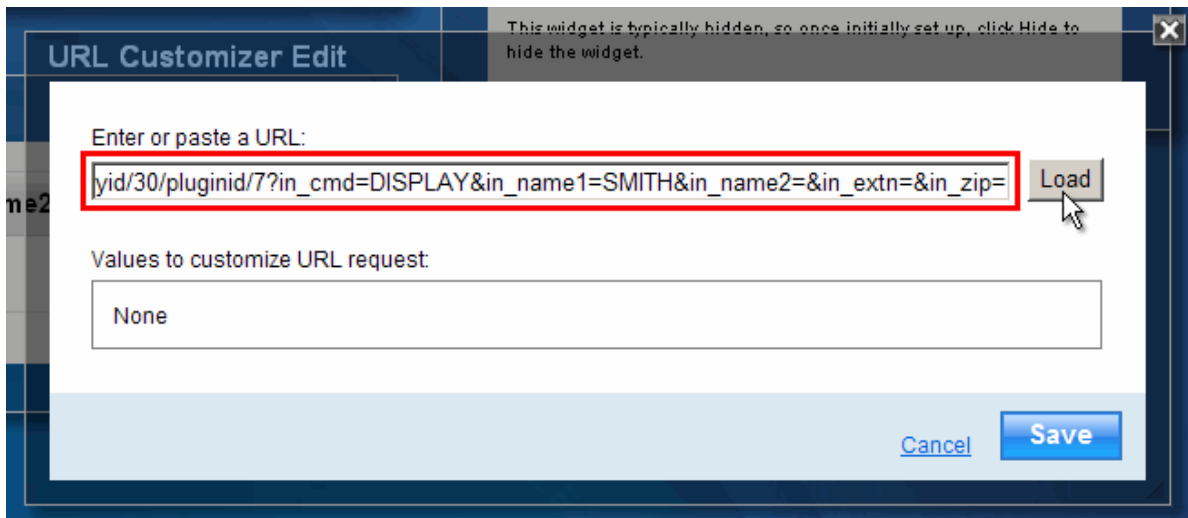 This widget is typically hidden, so once initially set up, click Hide to
hide the widget.
URL Customizer Edit
Enter or paste a URL:
yid/30/pluginid/7?in_cmd=DISPLAY&in_name1=SMITH&in_name2=&in_extn=&in_zip=
Load
me2
Values to customize URL request:
None
Cancel
Save